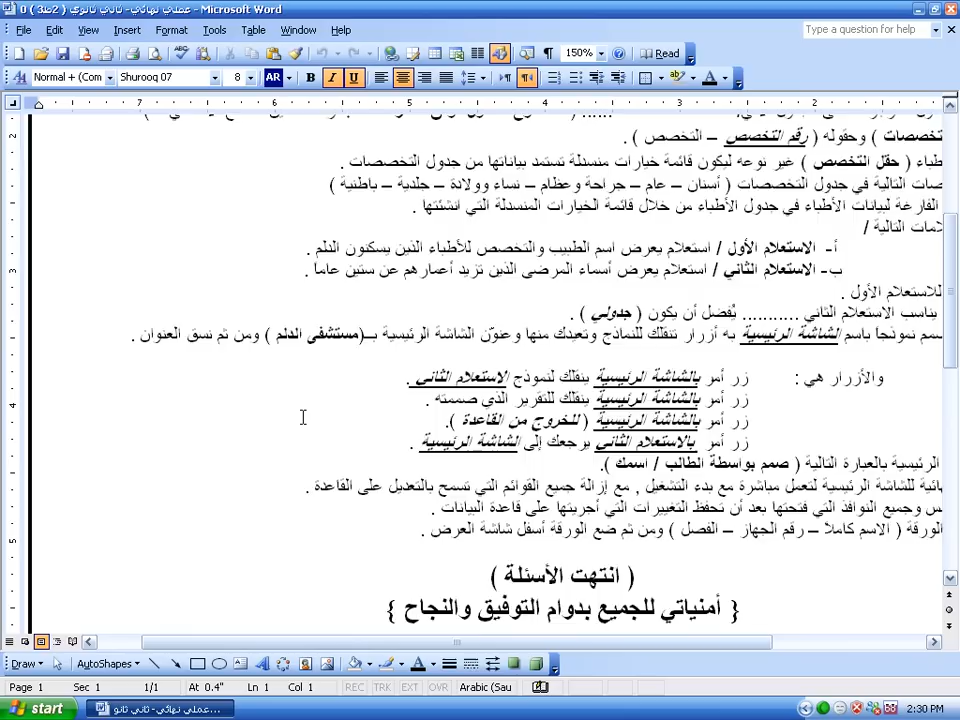 عملي نهائي- ثاني ثانوي ( 2ط3 ) 0 - Microsoft Word
File Edit View Insert Format Tools Table Window Help
Type a question for help
150% Read
Normal + (Com Shurooq 07 8 B I U
7 6 5 4 3 2
تخصصات ) وحقوله ( رقم التخصص – التخصص ) .
طباء ( حقل التخصص ) غير نوعه ليكون قائمة خيارات منسدلة تستمد بياناتها من جدول التخصصات .
صات التالية في جدول التخصصات ( أسنان – عام – جراحة وعظام – نساء وولادة – جلدية – باطنية )
الفارغة لبيانات الأطباء في جدول الأطباء من خلال قائمة الخيارات المنسدلة التي انشئتها .
لامات التالية /
أ- الاستعلام الأول / استعلام يعرض اسم الطبيب والتخصص للأطباء الذين يسكنون الدلم .
ب- الاستعلام الثاني / استعلام يعرض أسماء المرضى الذين تزيد أعمارهم عن ستين عاما .
للاستعلام الأول .
يناسب الاستعلام الثاني ........... يُفضل أن يكون ( جدولي ) .
سم نموذجاً باسم الشاشة الرئيسية به أزرار تنقلك للنماذج وتعيدك منها وعنوّن الشاشة الرئيسية بــ(مستشفى الدلم ) ومن ثم نسق العنوان .
والأزرار هي : زر أمر بالشاشة الرئيسية ينقلك لنموذج الاستعلام الثاني .
زر أمر بالشاشة الرئيسية ينقلك للتقرير الذي صممته .
زر أمر بالشاشة الرئيسية ( للخروج من القاعدة ).
زر أمر بالاستعلام الثاني يرجعك إلى الشاشة الرئيسية .
الرئيسية بالعبارة التالية ( صمم بواسطة الطالب / اسمك ).
هائية للشاشة الرئيسية لتعمل مباشرة مع بدء التشغيل , مع إزالة جميع القوائم التي تسمح بالتعديل على القاعدة .
س وجميع النوافذ التي فتحتها بعد أن تحفظ التغييرات التي أجريتها على قاعدة البيانات .
الورقة ( الاسم كاملاً – رقم الجهاز – الفصل ) ومن ثم ضع الورقة أسفل شاشة العرض .
( انتهت الأسئلة )
{ أمنياتي للجميع بدوام التوفيق والنجاح }
Draw AutoShapes
Page 1 Sec 1 1/1 At 0.4" Ln 1 Col 1 REC TRK EXT OVR Arabic (Sau
start عملي نهائي- ثاني ثانو... 2:30 PM